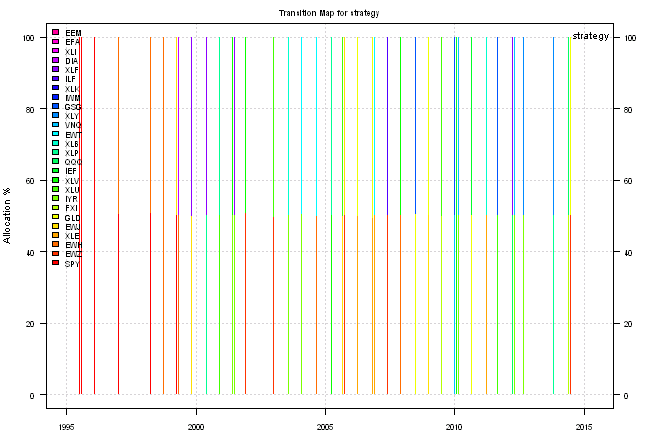 Transition Map for strategy
strategy
Allocation %
100
80
60
40
20
0
EEM
EFA
XLI
DIA
XLF
ILF
XLK
IWM
GSG
XLY
VNQ
EWT
XLB
XLP
QQQ
IEF
XLV
XLU
IYR
FXI
GLD
EWJ
XLE
EWH
EWZ
SPY
100
80
60
40
20
0
1995
2000
2005
2010
2015